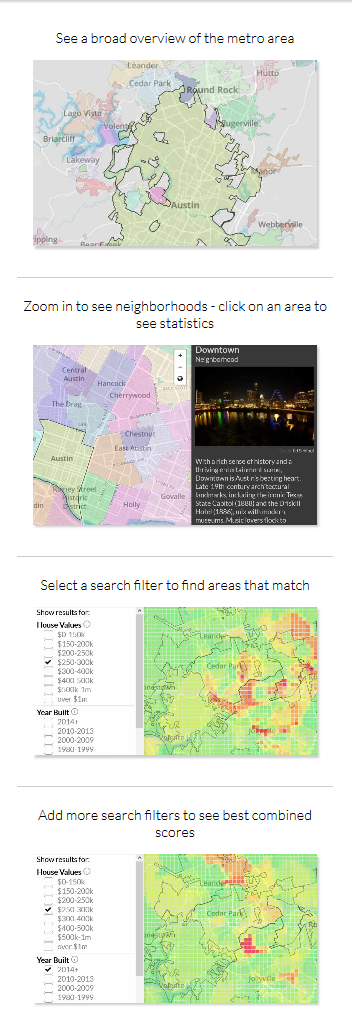 See a broad overview of the metro area
Leander
Hutto
Cedar Park
Round Rock
Lago Vista
Volente
Pflugerville
Briarcliff
Lakeway
Manor
Austin
Webberville
Bear Creek
Zoom in to see neighborhoods - click on an area to
see statistics
Central
Austin
Hancock
Cherrywood
The Drag
Chestnut
East Austin
Austin
Rainey Street
Historic
District
Holly
Govalle
+
-
Downtown
Neighborhood
With a rich sense of history and a
thriving entertainment scene,
Downtown is Austin's beating heart.
Late 19th century architectural
landmarks, including the iconic Texas
State Capitol (1888) and the Driskill
Hotel (1886), mix with modern
museums. Music lovers flock to
Select a search filter to find areas that match
Show results for:
House Values
$0-150k
$150-200k
$200-250k
$250-300k
$300-400k
$400-500k
$500k-1m
over $1m
Year Built
2014+
2010-2013
2000-2009
1980-1999
Leander
Cedar Park
Jonestown
Volente
Jollyville
Add more search filters to see best combined
scores
Show results for:
House Values
$0-150k
$150-200k
$200-250k
$250-300k
$300-400k
$400-500k
$500k-1m
over $1m
Year Built
2014+
2010-2013
2000-2009
1980-1999
Leander
Cedar Park
Jonestown
Volente
Jollyville